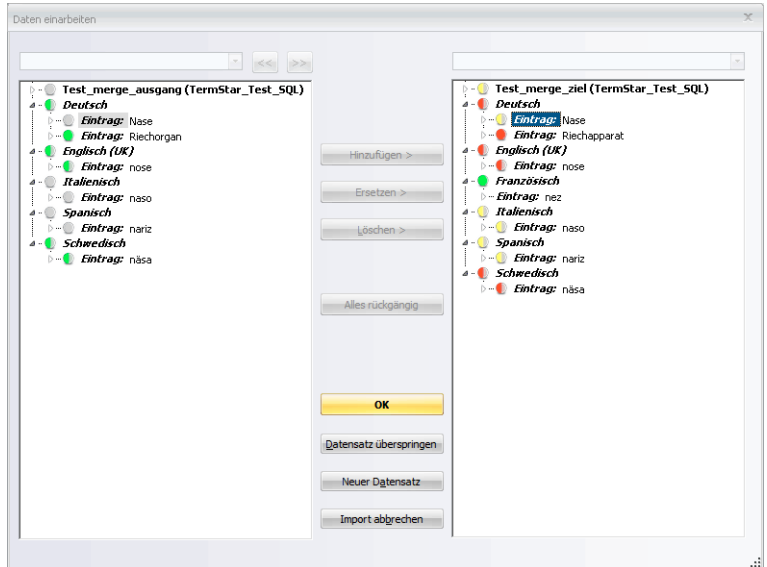 Daten einarbeiten
x
<< >>
Test_merge_ausgang (TermStar_Test_SQL)
Deutsch
Eintrag: Nase
Eintrag: Riechorgan
Englisch (UK)
Eintrag: nose
Italienisch
Eintrag: naso
Spanisch
Eintrag: nariz
Schwedisch
Eintrag: näsa
Hinzufügen >
Ersetzen >
Löschen >
Alles rückgängig
OK
Datensatz überspringen
Neuer Datensatz
Import abbrechen
Test_merge_ziel (TermStar_Test_SQL)
Deutsch
Eintrag: Nase
Eintrag: Riechapparat
Englisch (UK)
Eintrag: nose
Französisch
Eintrag: nez
Italienisch
Eintrag: naso
Spanisch
Eintrag: nariz
Schwedisch
Eintrag: näsa